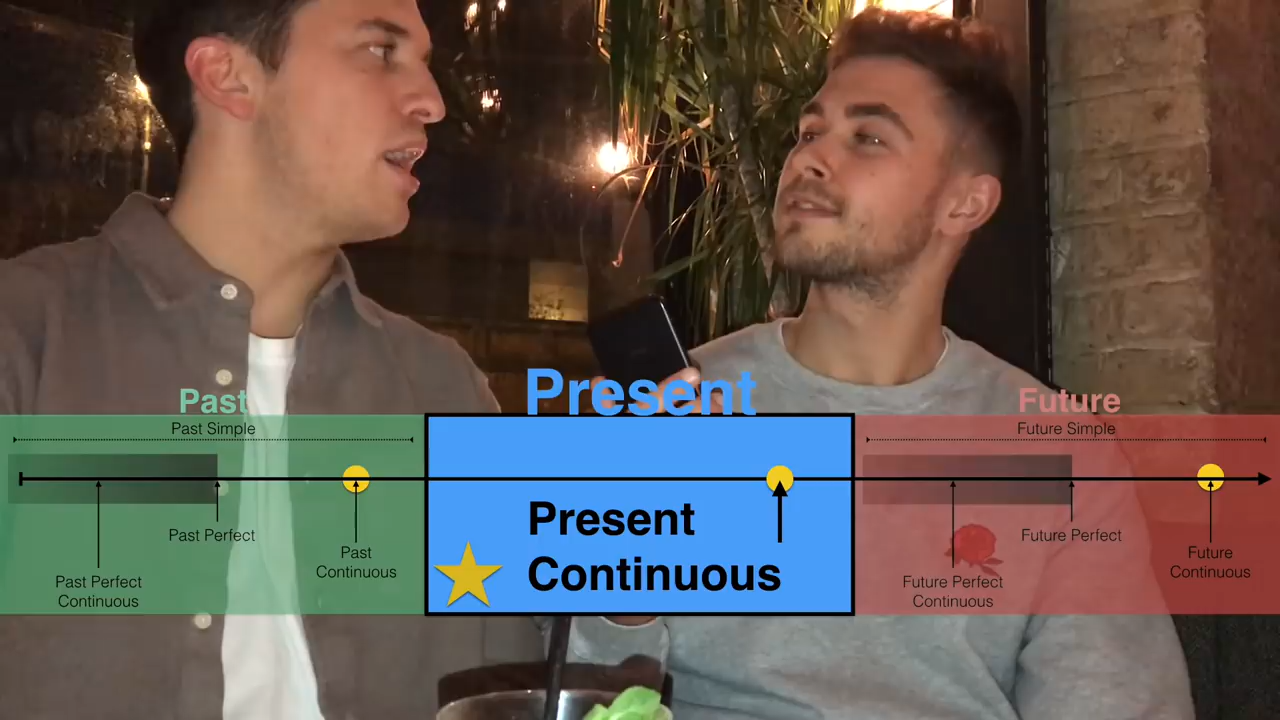 Past
Present
Future
Past Simple
Future Simple
Present
Continuous
Past Perfect
Past
Continuous
Past Perfect
Continuous
Future Perfect
Future
Continuous
Future Perfect
Continuous